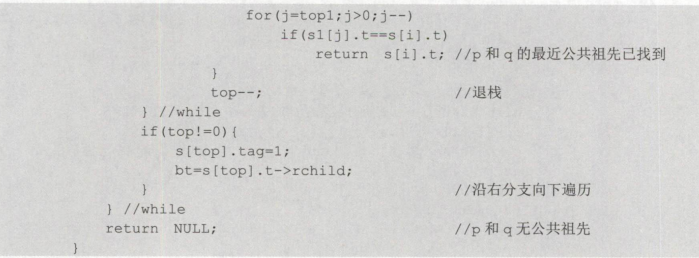 for(j=top1;j>0;j--)
if(s1[j].t==s[i].t)
return s[i].t; //p 和 q 的最近公共祖先已找到
}
top--; //退栈
} //while
if(top!=0){
s[top].tag=1;
bt=s[top].t->rchild;
} //沿右分支向下遍历
} //while
return NULL; //p 和 q 无公共祖先
}